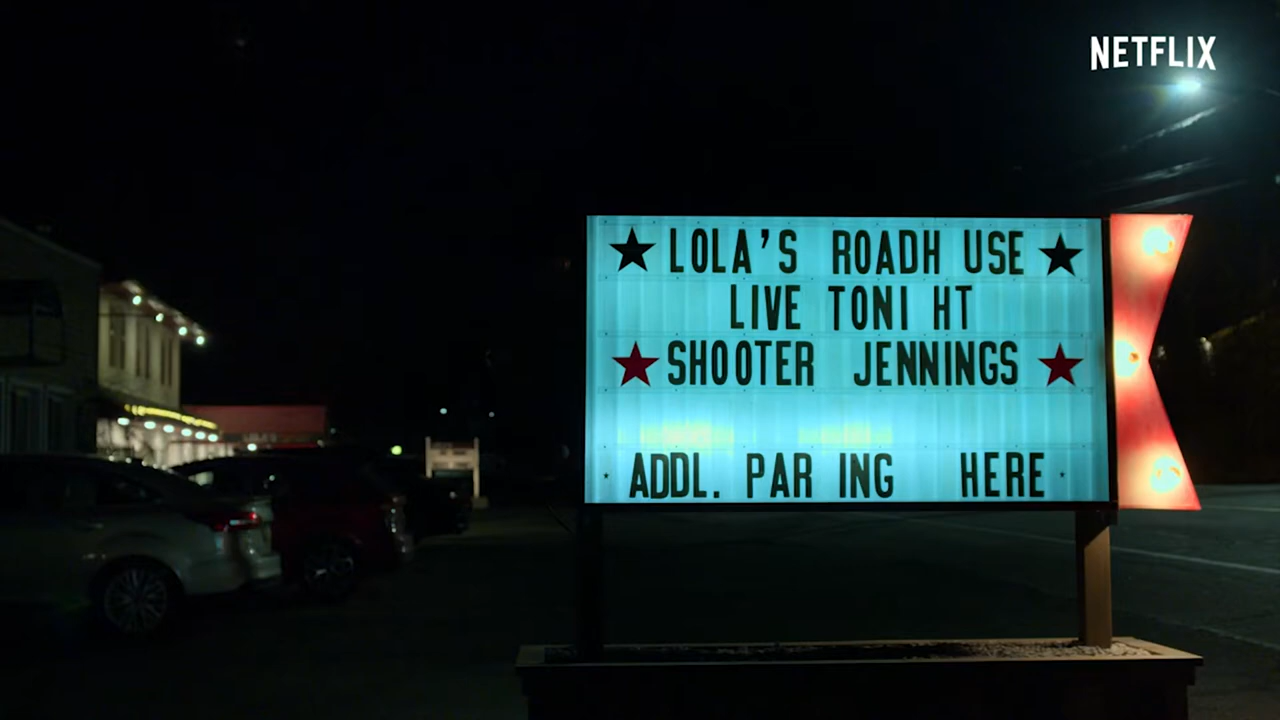 NETFLIX
LOLA'S ROADH USE
LIVE TONI HT
SHOOTER JENNINGS
ADDL. PAR ING HERE